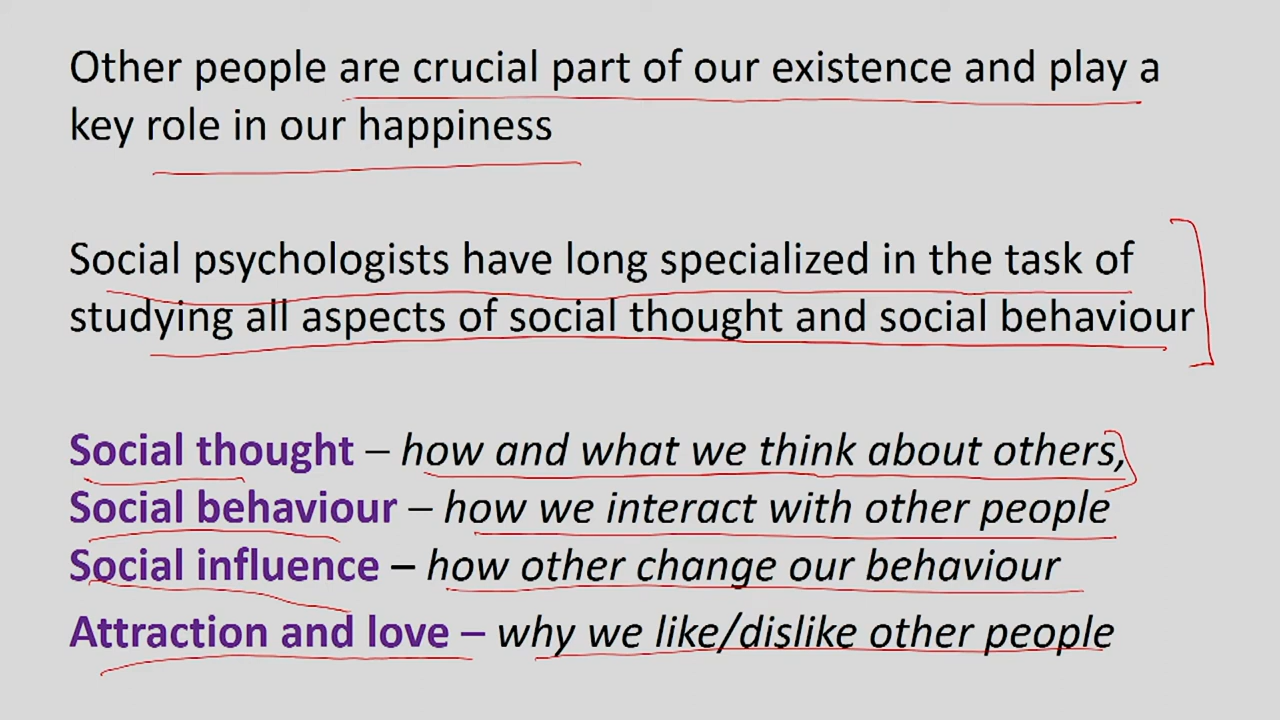 Other people are crucial part of our existence and play a
key role in our happiness
Social psychologists have long specialized in the task of
studying all aspects of social thought and social behaviour
Social thought – how and what we think about others,
Social behaviour – how we interact with other people
Social influence – how other change our behaviour
Attraction and love – why we like/dislike other people